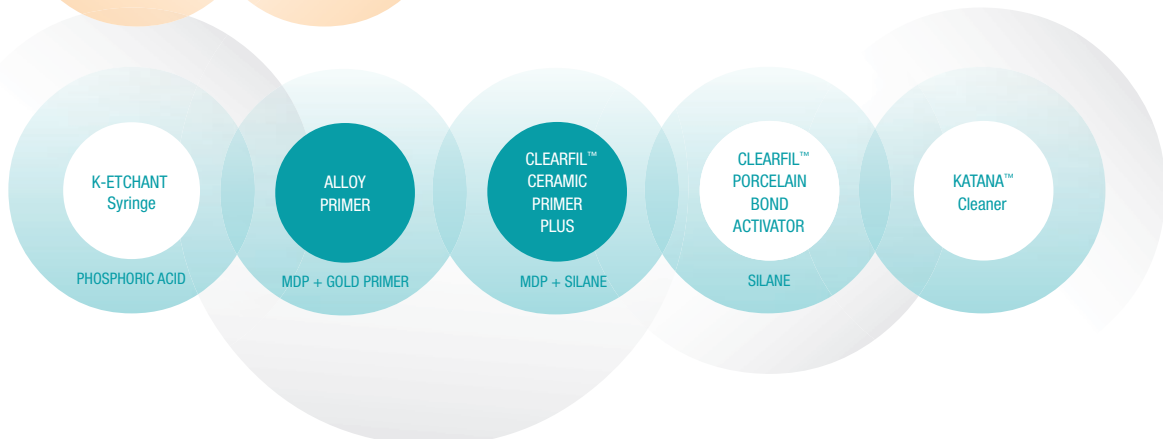 K-ETCHANT
Syringe
PHOSPHORIC ACID
ALLOY
PRIMER
MDP + GOLD PRIMER
CLEARFIL™
CERAMIC
PRIMER
PLUS
MDP + SILANE
CLEARFIL™
PORCELAIN
BOND
ACTIVATOR
SILANE
KATANA™
Cleaner